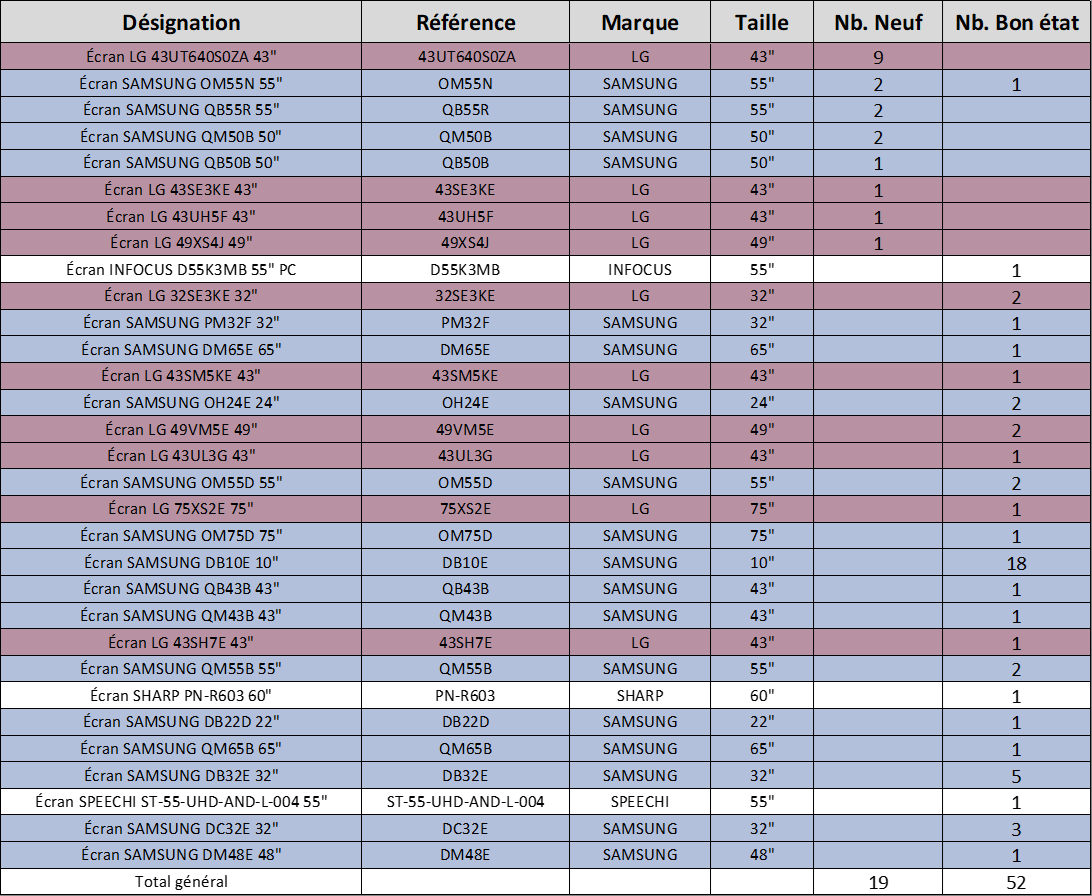 Désignation Référence Marque Taille Nb. Neuf Nb. Bon état
Écran LG 43UT640S0ZA 43" 43UT640S0ZA LG 43" 9
Écran SAMSUNG OM55N 55" OM55N SAMSUNG 55" 2 1
Écran SAMSUNG QB55R 55" QB55R SAMSUNG 55" 2
Écran SAMSUNG QM50B 50" QM50B SAMSUNG 50" 2
Écran SAMSUNG QB50B 50" QB50B SAMSUNG 50" 1
Écran LG 43SE3KE 43" 43SE3KE LG 43" 1
Écran LG 43UH5F 43" 43UH5F LG 43" 1
Écran LG 49XS4J 49" 49XS4J LG 49" 1
Écran INFOCUS D55K3MB 55" PC D55K3MB INFOCUS 55" 1
Écran LG 32SE3KE 32" 32SE3KE LG 32" 2
Écran SAMSUNG PM32F 32" PM32F SAMSUNG 32" 1
Écran SAMSUNG DM65E 65" DM65E SAMSUNG 65" 1
Écran LG 43SM5KE 43" 43SM5KE LG 43" 1
Écran SAMSUNG OH24E 24" OH24E SAMSUNG 24" 2
Écran LG 49VM5E 49" 49VM5E LG 49" 2
Écran LG 43UL3G 43" 43UL3G LG 43" 1
Écran SAMSUNG OM55D 55" OM55D SAMSUNG 55" 2
Écran LG 75XS2E 75" 75XS2E LG 75" 1
Écran SAMSUNG OM75D 75" OM75D SAMSUNG 75" 1
Écran SAMSUNG DB10E 10" DB10E SAMSUNG 10" 18
Écran SAMSUNG QB43B 43" QB43B SAMSUNG 43" 1
Écran SAMSUNG QM43B 43" QM43B SAMSUNG 43" 1
Écran LG 43SH7E 43" 43SH7E LG 43" 1
Écran SAMSUNG QM55B 55" QM55B SAMSUNG 55" 2
Écran SHARP PN-R603 60" PN-R603 SHARP 60" 1
Écran SAMSUNG DB22D 22" DB22D SAMSUNG 22" 1
Écran SAMSUNG QM65B 65" QM65B SAMSUNG 65" 1
Écran SAMSUNG DB32E 32" DB32E SAMSUNG 32" 5
Écran SPEECHI ST-55-UHD-AND-L-004 55" ST-55-UHD-AND-L-004 SPEECHI 55" 1
Écran SAMSUNG DC32E 32" DC32E SAMSUNG 32" 3
Écran SAMSUNG DM48E 48" DM48E SAMSUNG 48" 1
Total général 19 52